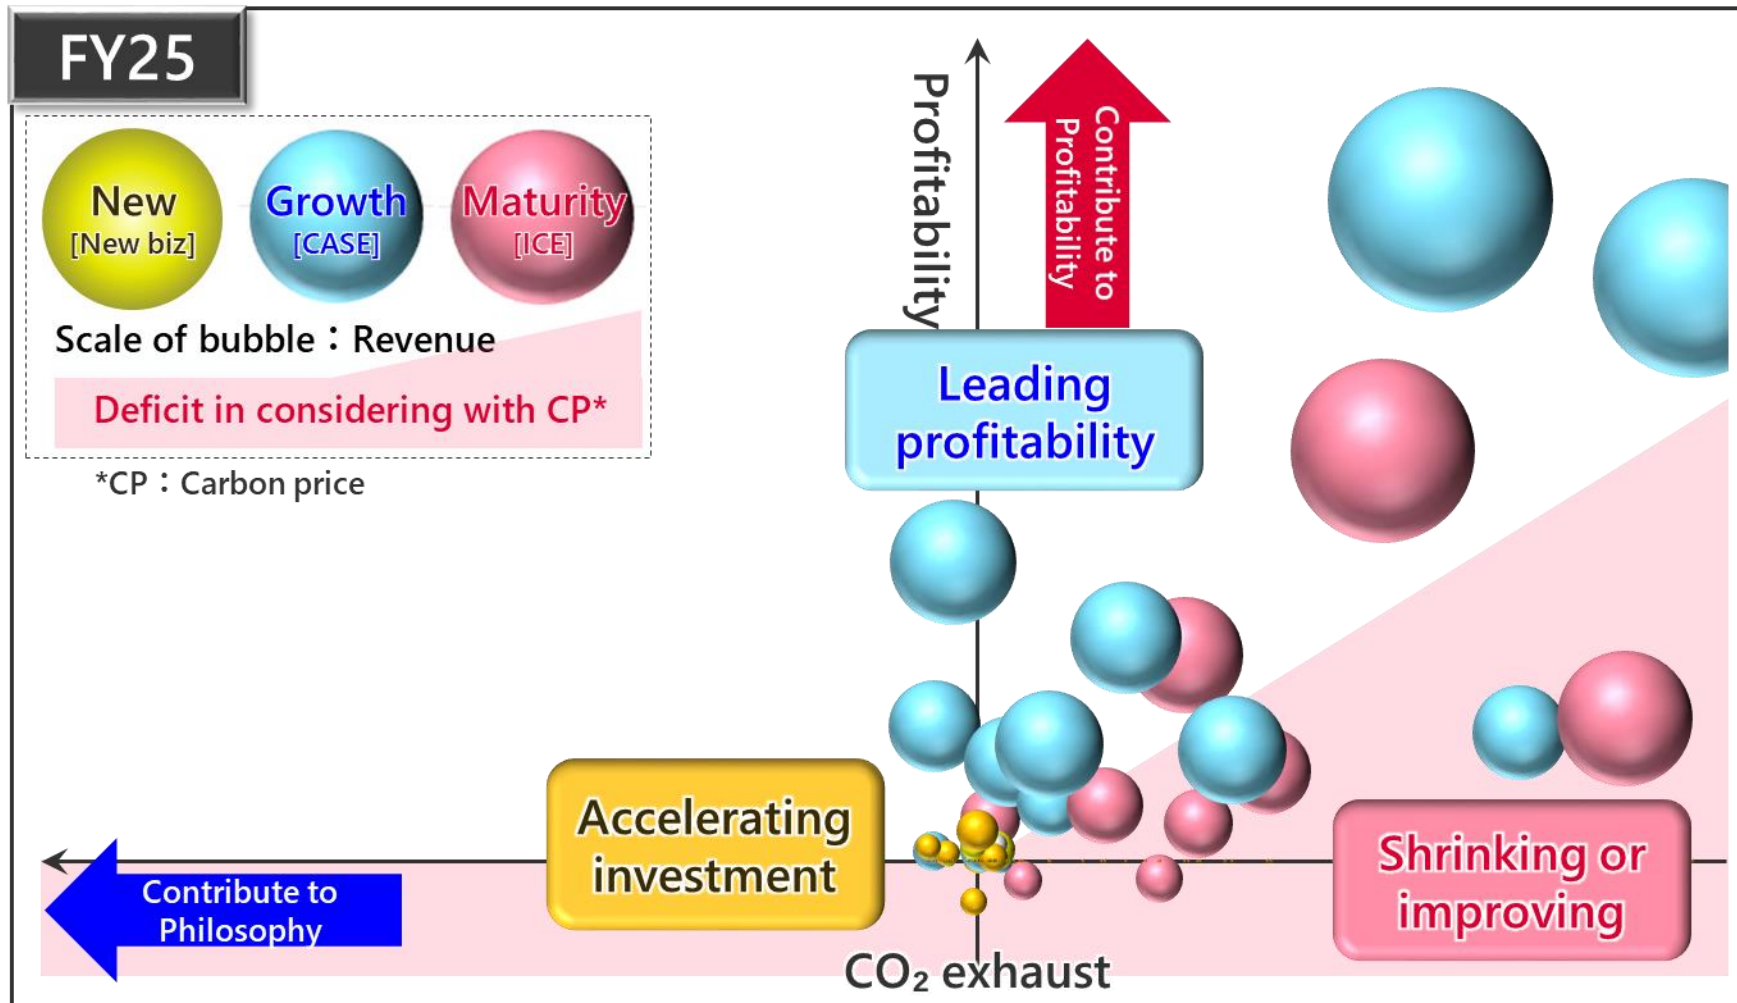 FY25
New
[New biz]
Growth
[CASE]
Maturity
[ICE]
Scale of bubble：Revenue
Deficit in considering with CP*
*CP：Carbon price
Profitability
Contribute to
Profitability
Leading
profitability
Accelerating
investment
Shrinking or
improving
Contribute to
Philosophy
CO₂ exhaust